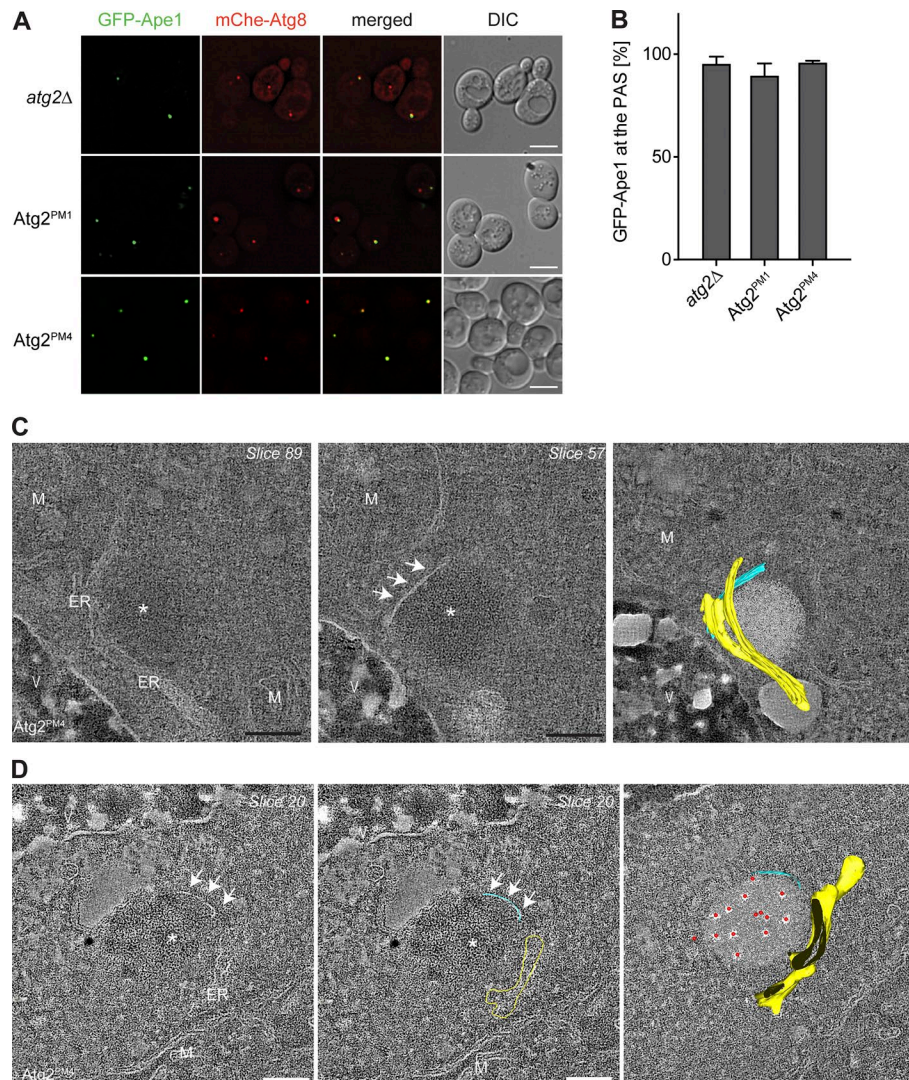 A
GFP-Ape1 mChe-Atg8 merged DIC
atg2Δ
Atg2PM1
Atg2PM4
B
GFP-Ape1 at the PAS [%]
100
50
0
atg2Δ
Atg2PM1
Atg2PM4
C
Slice 89
M
ER
*
ER
V
M
Atg2PM4
Slice 57
M
*
V
M
V
D
Slice 20
V
*
ER
M
Atg2PM4
Slice 20
V
*
M